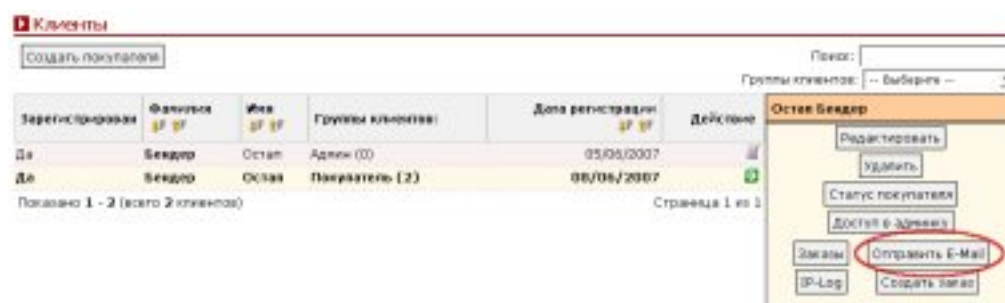 Клиенты
Создать покупателя
Поиск:
Группы клиентов: -- Выберите --
Зарегистрирован Фамилия Имя Группы клиентов: Дата регистрации Действие
Да Бендер Остап Админ (0) 05/06/2007
Да Бендер Остап Покупатель (2) 08/06/2007
Показано 1 - 2 (всего 2 клиентов) Страница 1 из 1
Остап Бендер
Редактировать
Удалить
Статус покупателя
Доступ в админку
Заказы Отправить E-Mail
IP-Log Создать заказ